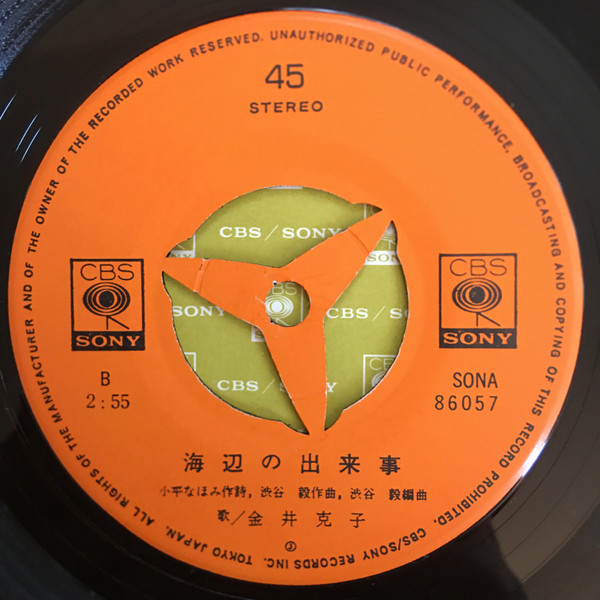 ALL RIGHTS OF THE MANUFACTURER AND OF THE OWNER OF THE RECORDED WORK RESERVED. UNAUTHORIZED PUBLIC PERFORMANCE, BROADCASTING AND COPYING OF THIS RECORD PROHIBITED. CBS/SONY RECORDS INC. TOKYO JAPAN.
45
STEREO
CBS/SONY
SONY
CBS
SONY
CBS
SONY
CBS/S
CBS/SONY
CB
B
2:55
SONA
86057
海辺の出来事
小平なほみ作詩, 渋谷 毅作曲, 渋谷 毅編曲
歌/金井克子
Ⓟ